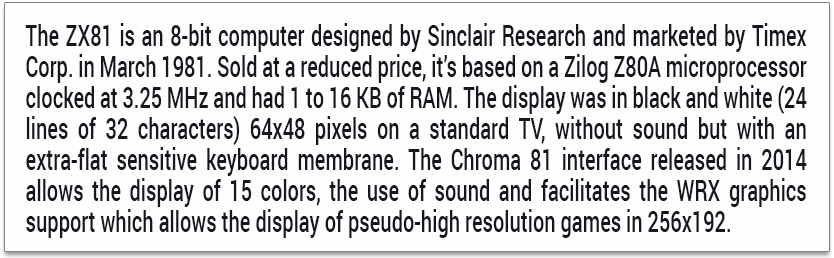 The ZX81 is an 8-bit computer designed by Sinclair Research and marketed by Timex
Corp. in March 1981. Sold at a reduced price, it's based on a Zilog Z80A microprocessor
clocked at 3.25 MHz and had 1 to 16 KB of RAM. The display was in black and white (24
lines of 32 characters) 64x48 pixels on a standard TV, without sound but with an
extra-flat sensitive keyboard membrane. The Chroma 81 interface released in 2014
allows the display of 15 colors, the use of sound and facilitates the WRX graphics
support which allows the display of pseudo-high resolution games in 256x192.